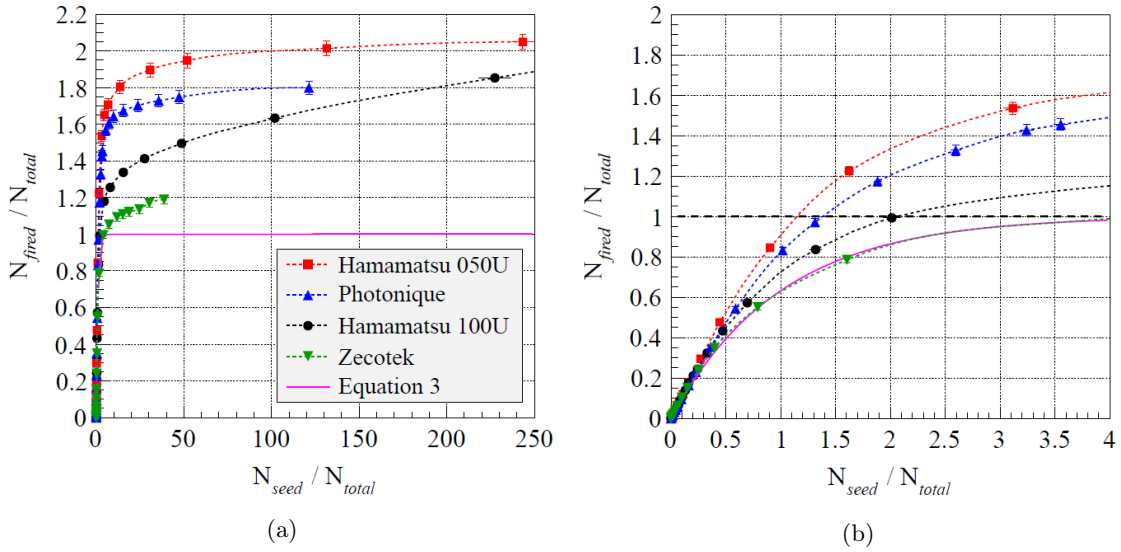 2.2
2
1.8
1.6
1.4
1.2
1
0.8
0.6
0.4
0.2
0
N_fired / N_total
0 50 100 150 200 250
N_seed / N_total
Hamamatsu 050U
Photonique
Hamamatsu 100U
Zecotek
Equation 3
(a)
2
1.8
1.6
1.4
1.2
1
0.8
0.6
0.4
0.2
0
N_fired / N_total
0 0.5 1 1.5 2 2.5 3 3.5 4
N_seed / N_total
(b)